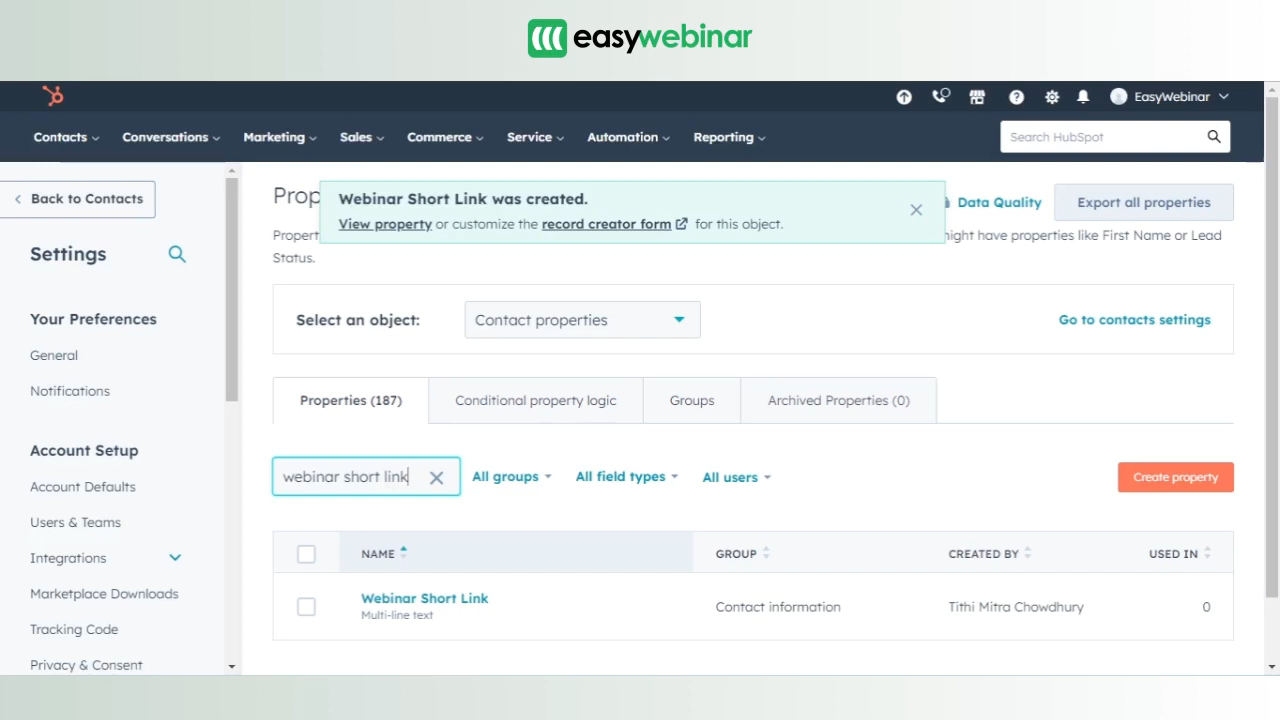 easywebinar
EasyWebinar
Contacts Conversations Marketing Sales Commerce Service Automation Reporting
Search HubSpot
Back to Contacts
Settings
Your Preferences
General
Notifications
Account Setup
Account Defaults
Users & Teams
Integrations
Marketplace Downloads
Tracking Code
Privacy & Consent
Webinar Short Link was created.
View property or customize the record creator form for this object.
Data Quality
Export all properties
might have properties like First Name or Lead
Status.
Select an object:
Contact properties
Go to contacts settings
Properties (187)
Conditional property logic
Groups
Archived Properties (0)
webinar short link
All groups
All field types
All users
Create property
NAME GROUP CREATED BY USED IN
Webinar Short Link Contact information Tithi Mitra Chowdhury 0
Multi-line text